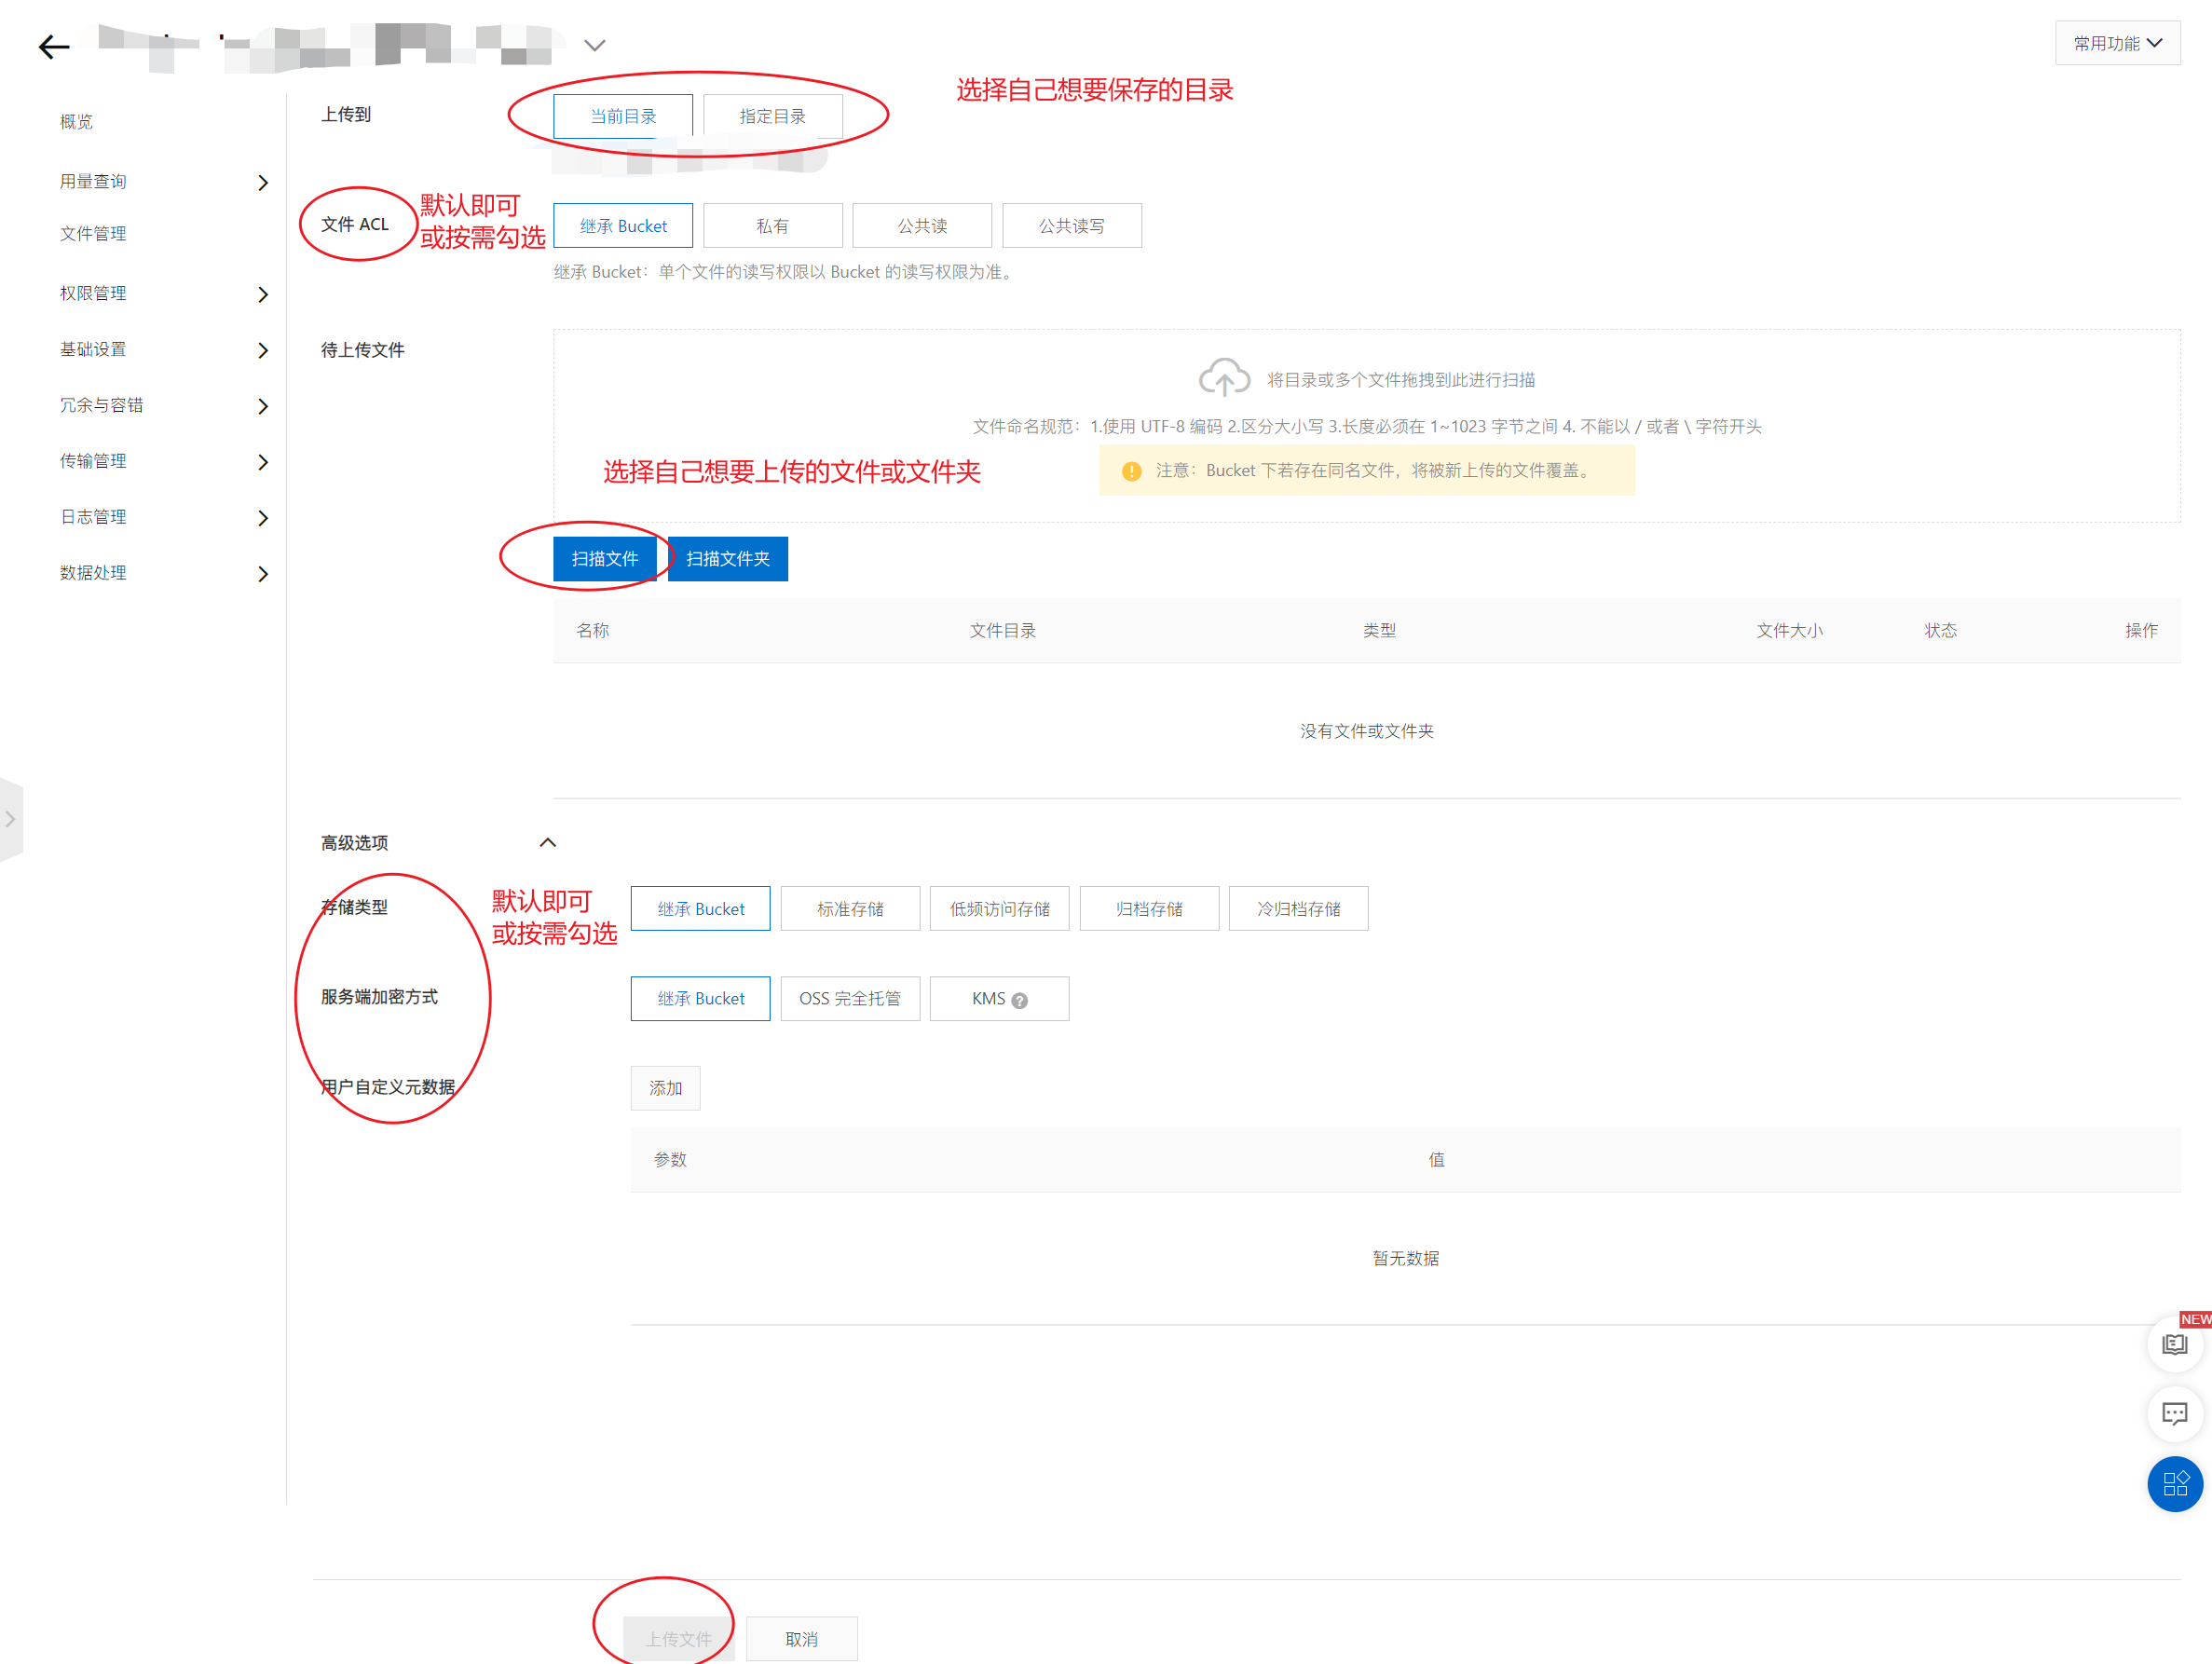 常用功能
选择自己想要保存的目录
概览
用量查询
文件管理
权限管理
基础设置
冗余与容错
传输管理
日志管理
数据处理
上传到
当前目录 指定目录
文件 ACL
默认即可
或按需勾选
继承 Bucket 私有 公共读 公共读写
继承 Bucket：单个文件的读写权限以 Bucket 的读写权限为准。
待上传文件
将目录或多个文件拖拽到此进行扫描
文件命名规范：1.使用 UTF-8 编码 2.区分大小写 3.长度必须在 1~1023 字节之间 4. 不能以 / 或者 \ 字符开头
注意：Bucket 下若存在同名文件，将被新上传的文件覆盖。
选择自己想要上传的文件或文件夹
扫描文件 扫描文件夹
名称 文件目录 类型 文件大小 状态 操作
没有文件或文件夹
高级选项
存储类型
默认即可
或按需勾选
继承 Bucket 标准存储 低频访问存储 归档存储 冷归档存储
服务端加密方式
继承 Bucket OSS 完全托管 KMS ?
用户自定义元数据
添加
参数 值
暂无数据
NEW
上传文件 取消